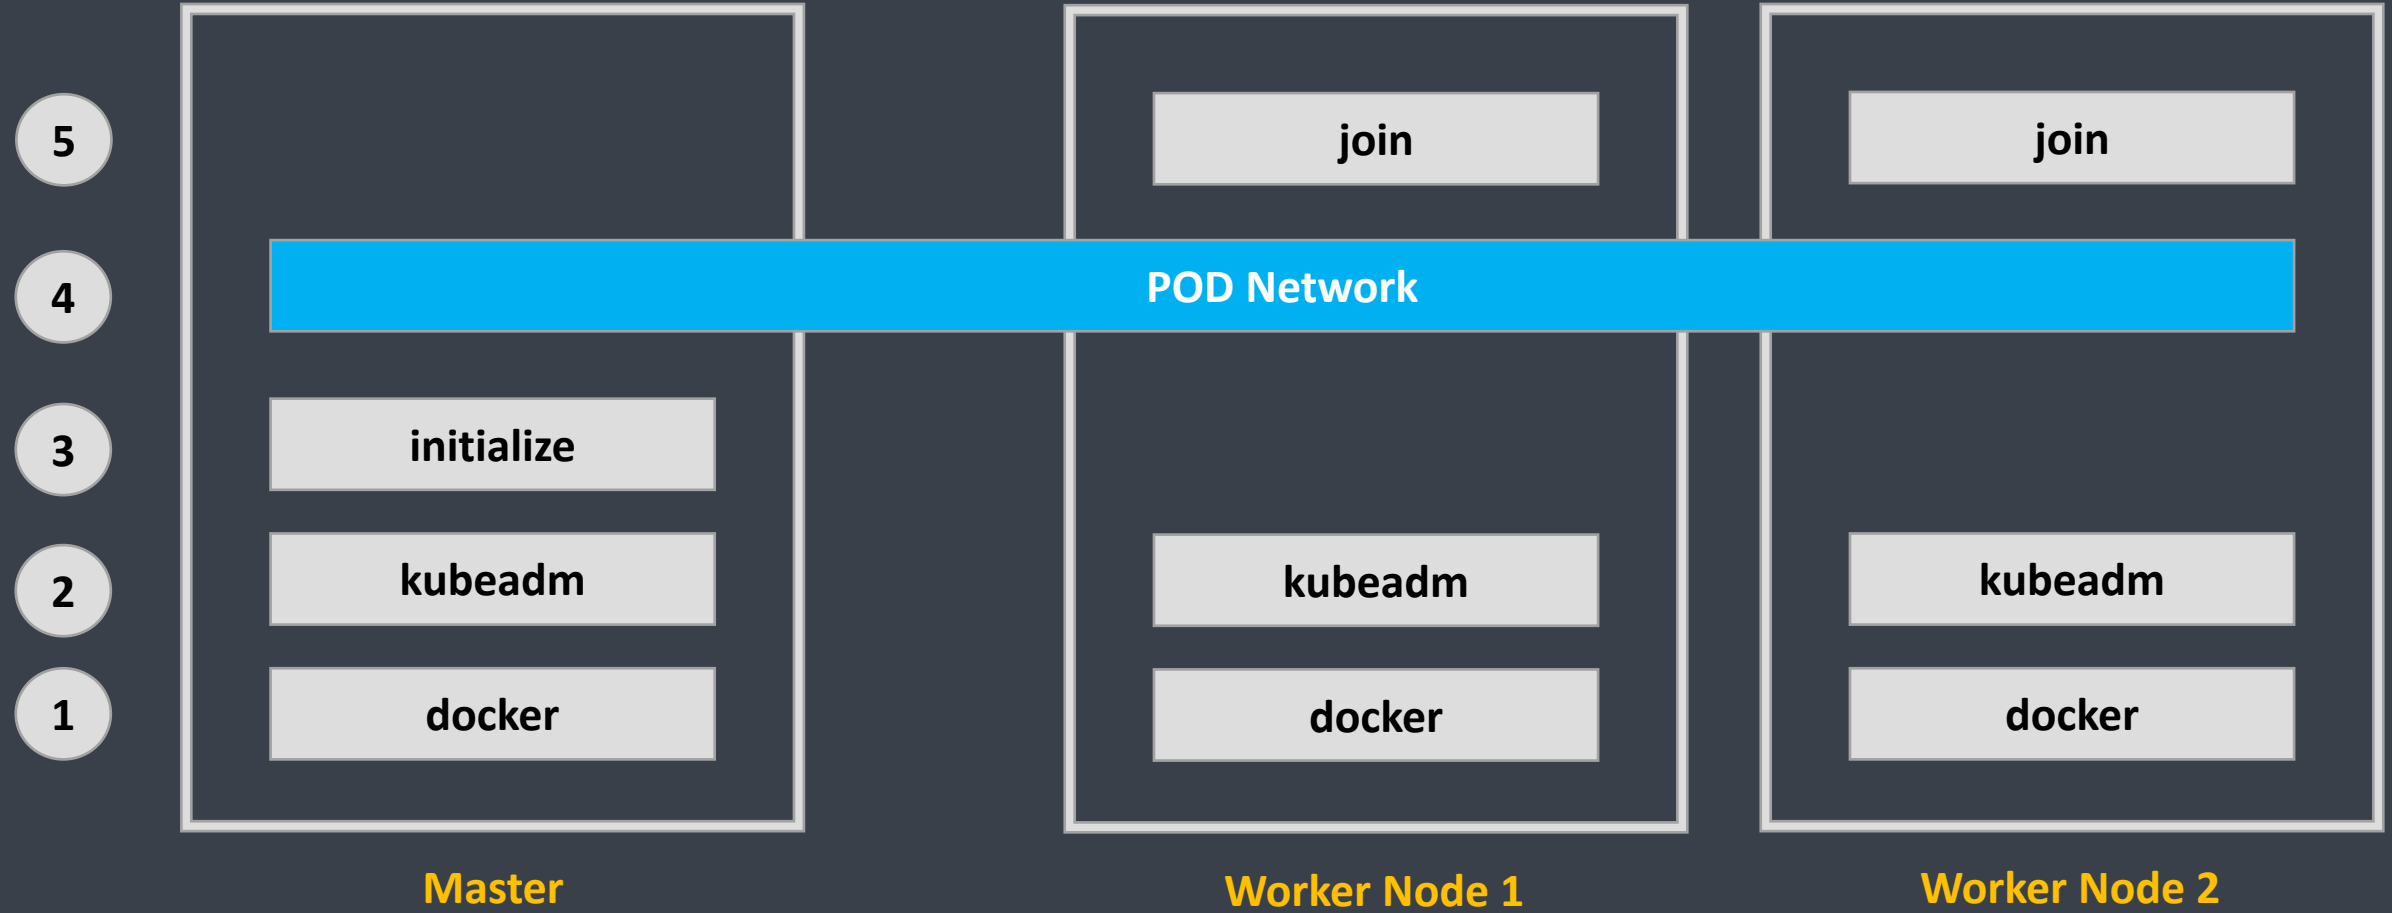 5
join
join
4
POD Network
3
initialize
2
kubeadm
kubeadm
kubeadm
1
docker
docker
docker
Master
Worker Node 1
Worker Node 2